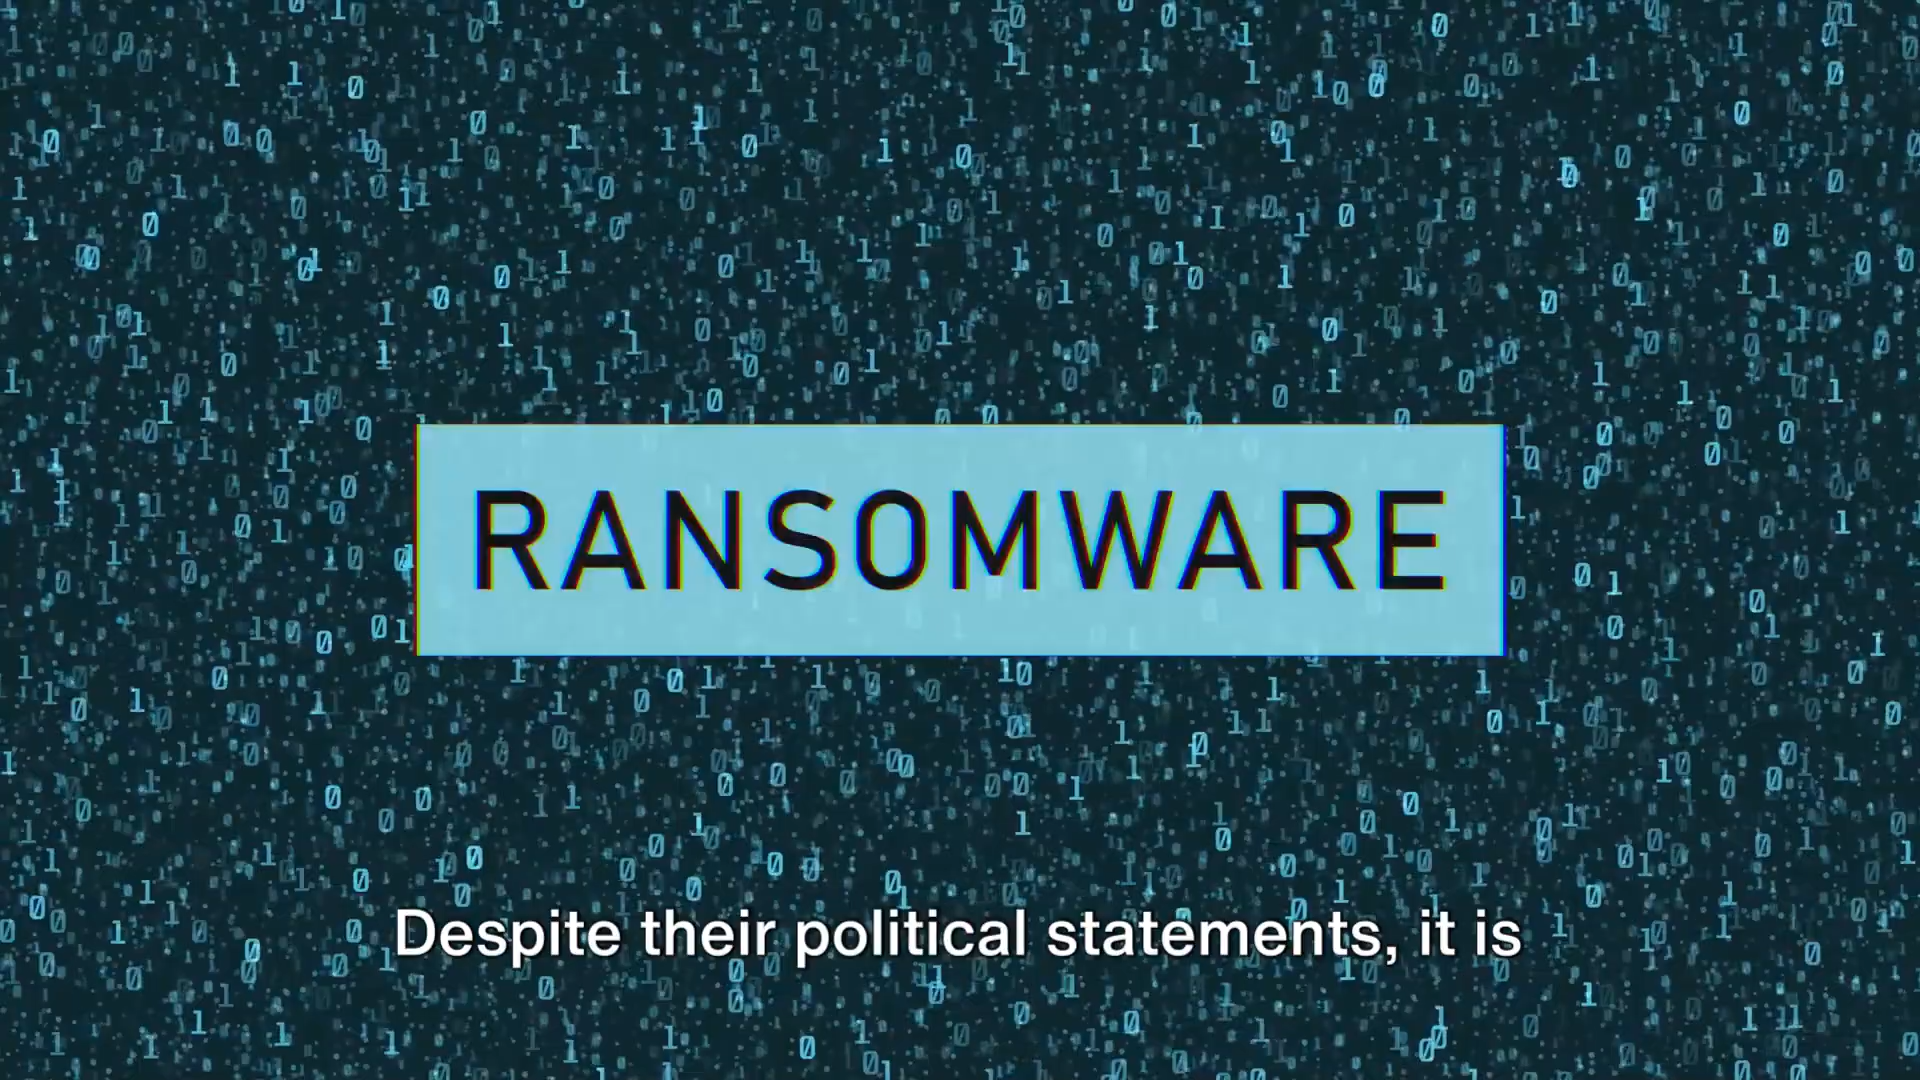 RANSOMWARE
Despite their political statements, it is